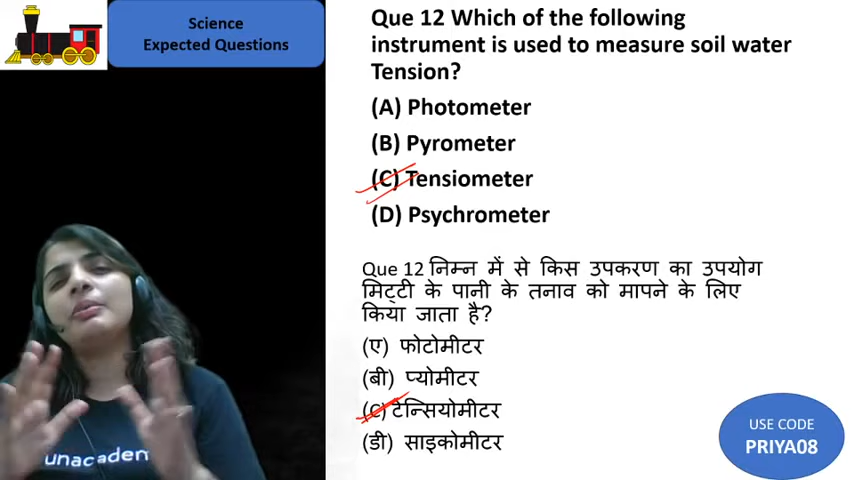 Science
Expected Questions
Que 12 Which of the following
instrument is used to measure soil water
Tension?
(A) Photometer
(B) Pyrometer
(C) Tensiometer
(D) Psychrometer
Que 12 निम्न में से किस उपकरण का उपयोग
मिट्टी के पानी के तनाव को मापने के लिए
किया जाता है?
(ए) फोटोमीटर
(बी) प्योमीटर
(C) टेन्सियोमीटर
(डी) साइकोमीटर
unacadem
USE CODE
PRIYA08